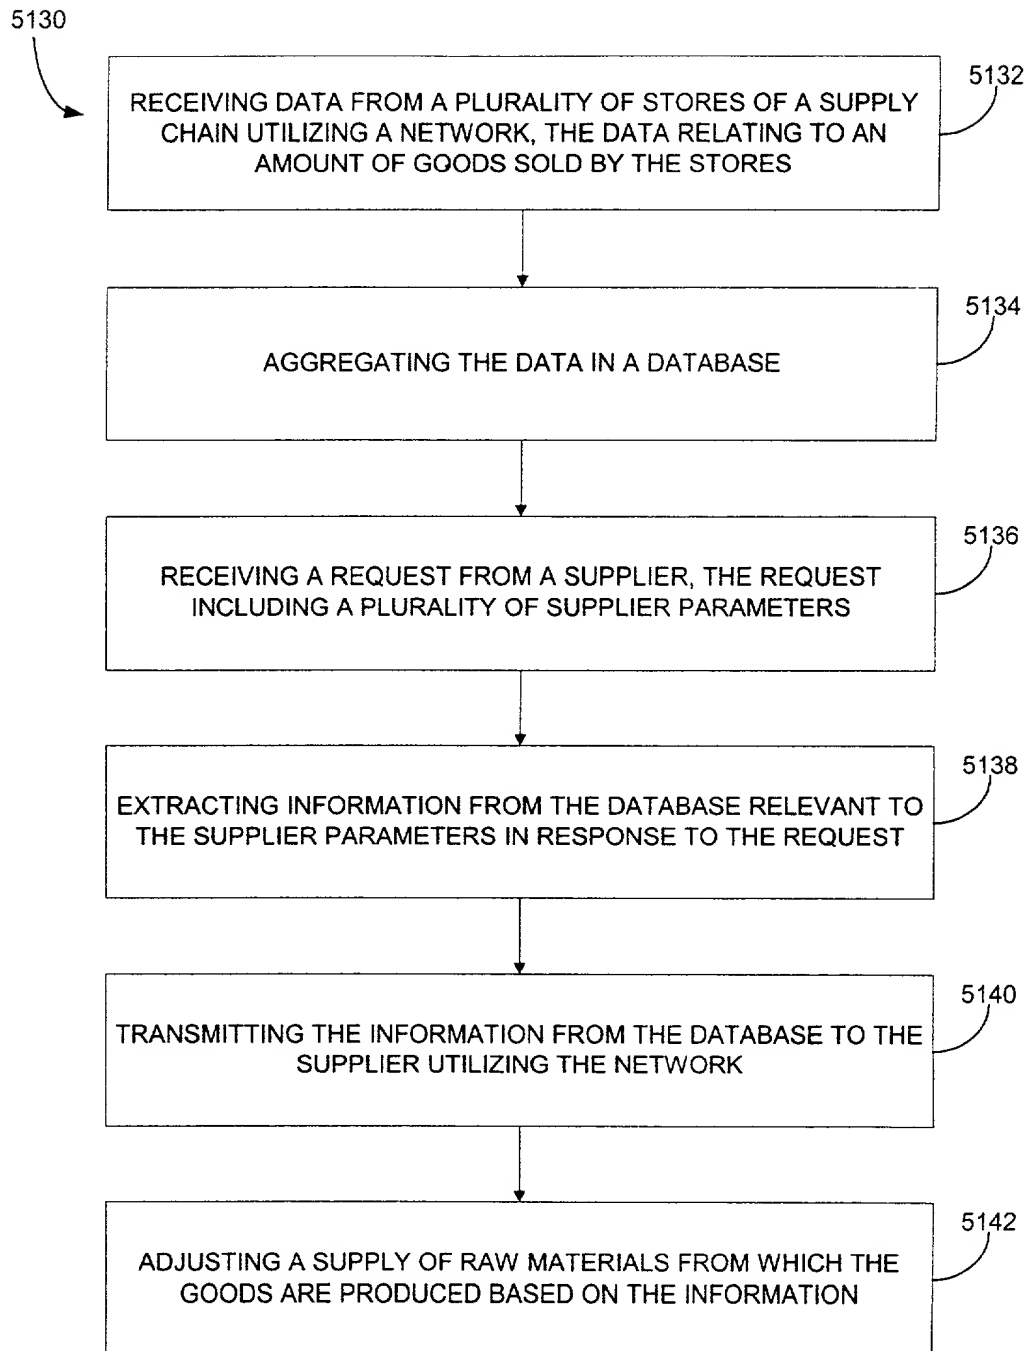 5130
5132
RECEIVING DATA FROM A PLURALITY OF STORES OF A SUPPLY
CHAIN UTILIZING A NETWORK, THE DATA RELATING TO AN
AMOUNT OF GOODS SOLD BY THE STORES
5134
AGGREGATING THE DATA IN A DATABASE
5136
RECEIVING A REQUEST FROM A SUPPLIER, THE REQUEST
INCLUDING A PLURALITY OF SUPPLIER PARAMETERS
5138
EXTRACTING INFORMATION FROM THE DATABASE RELEVANT TO
THE SUPPLIER PARAMETERS IN RESPONSE TO THE REQUEST
5140
TRANSMITTING THE INFORMATION FROM THE DATABASE TO THE
SUPPLIER UTILIZING THE NETWORK
5142
ADJUSTING A SUPPLY OF RAW MATERIALS FROM WHICH THE
GOODS ARE PRODUCED BASED ON THE INFORMATION